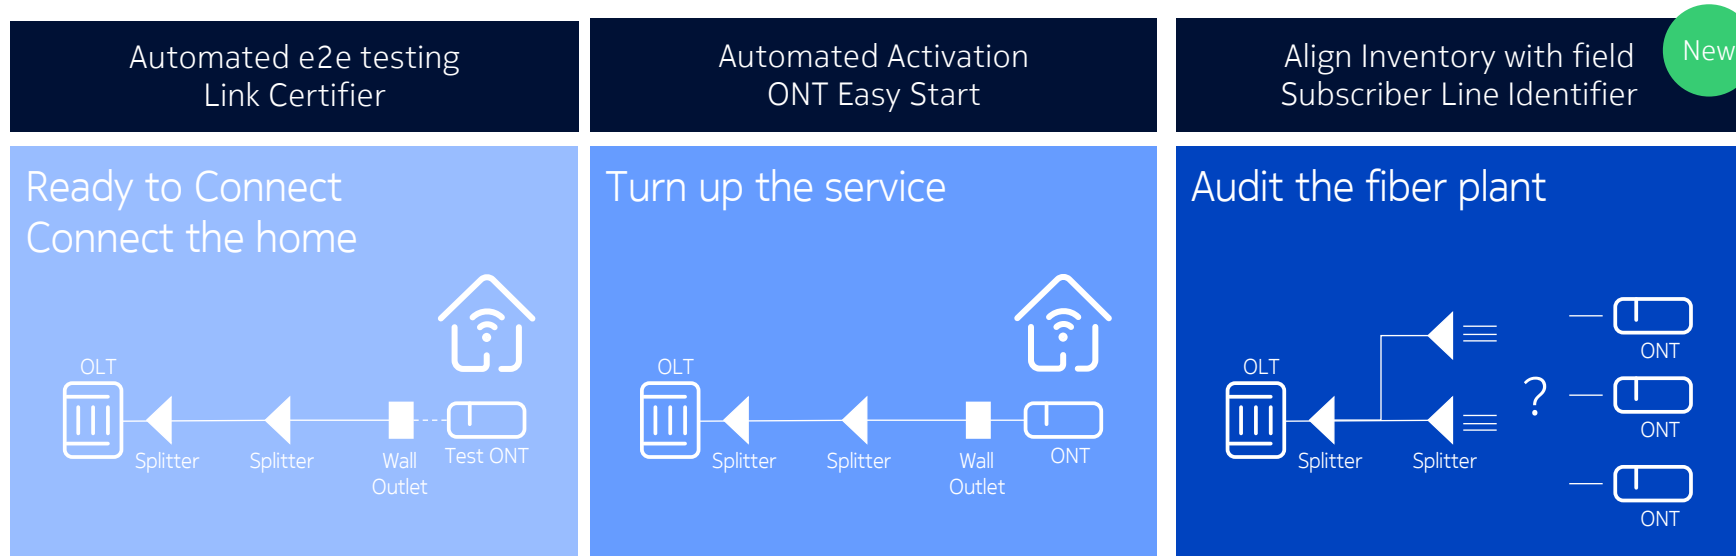 Automated e2e testing
Link Certifier
Automated Activation
ONT Easy Start
Align Inventory with field
Subscriber Line Identifier
New
Ready to Connect
Connect the home
OLT
Splitter
Splitter
Wall
Outlet
Test ONT
Turn up the service
OLT
Splitter
Splitter
Wall
Outlet
ONT
Audit the fiber plant
OLT
Splitter
Splitter
?
ONT
ONT
ONT